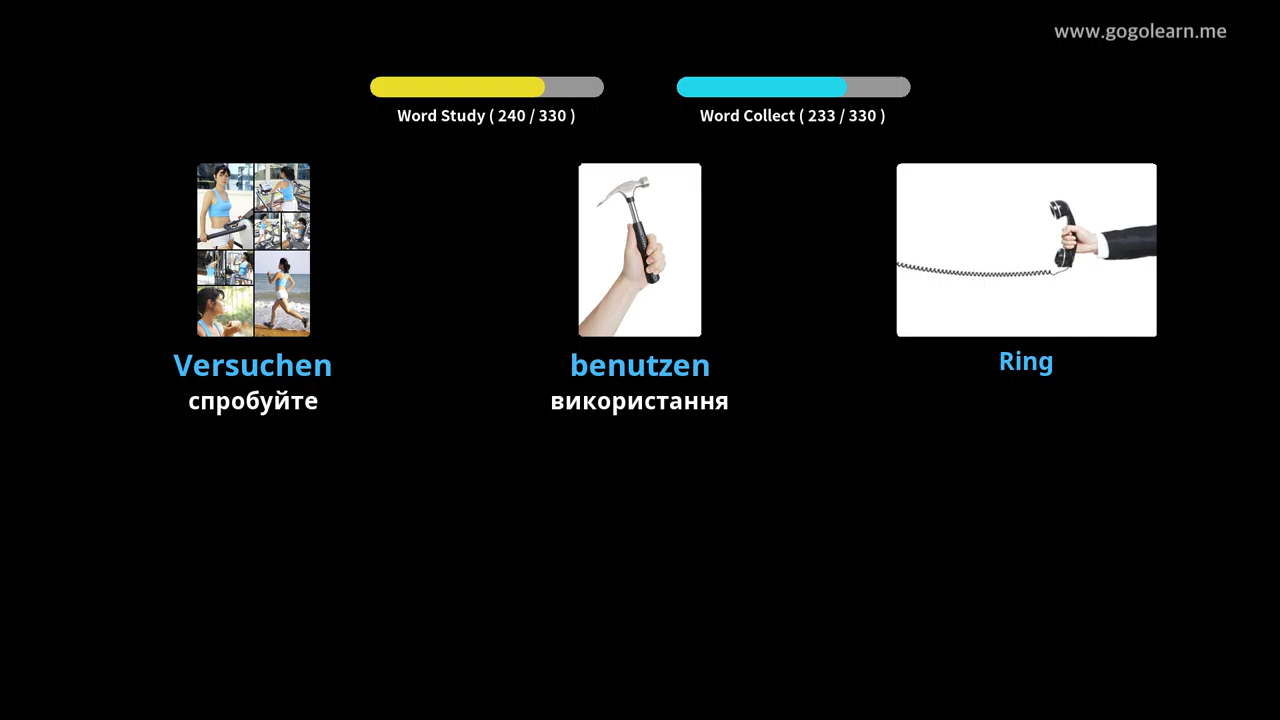 www.gogolearn.me
Word Study ( 240 / 330 )
Word Collect ( 233 / 330 )
Versuchen
спробуйте
benutzen
використання
Ring